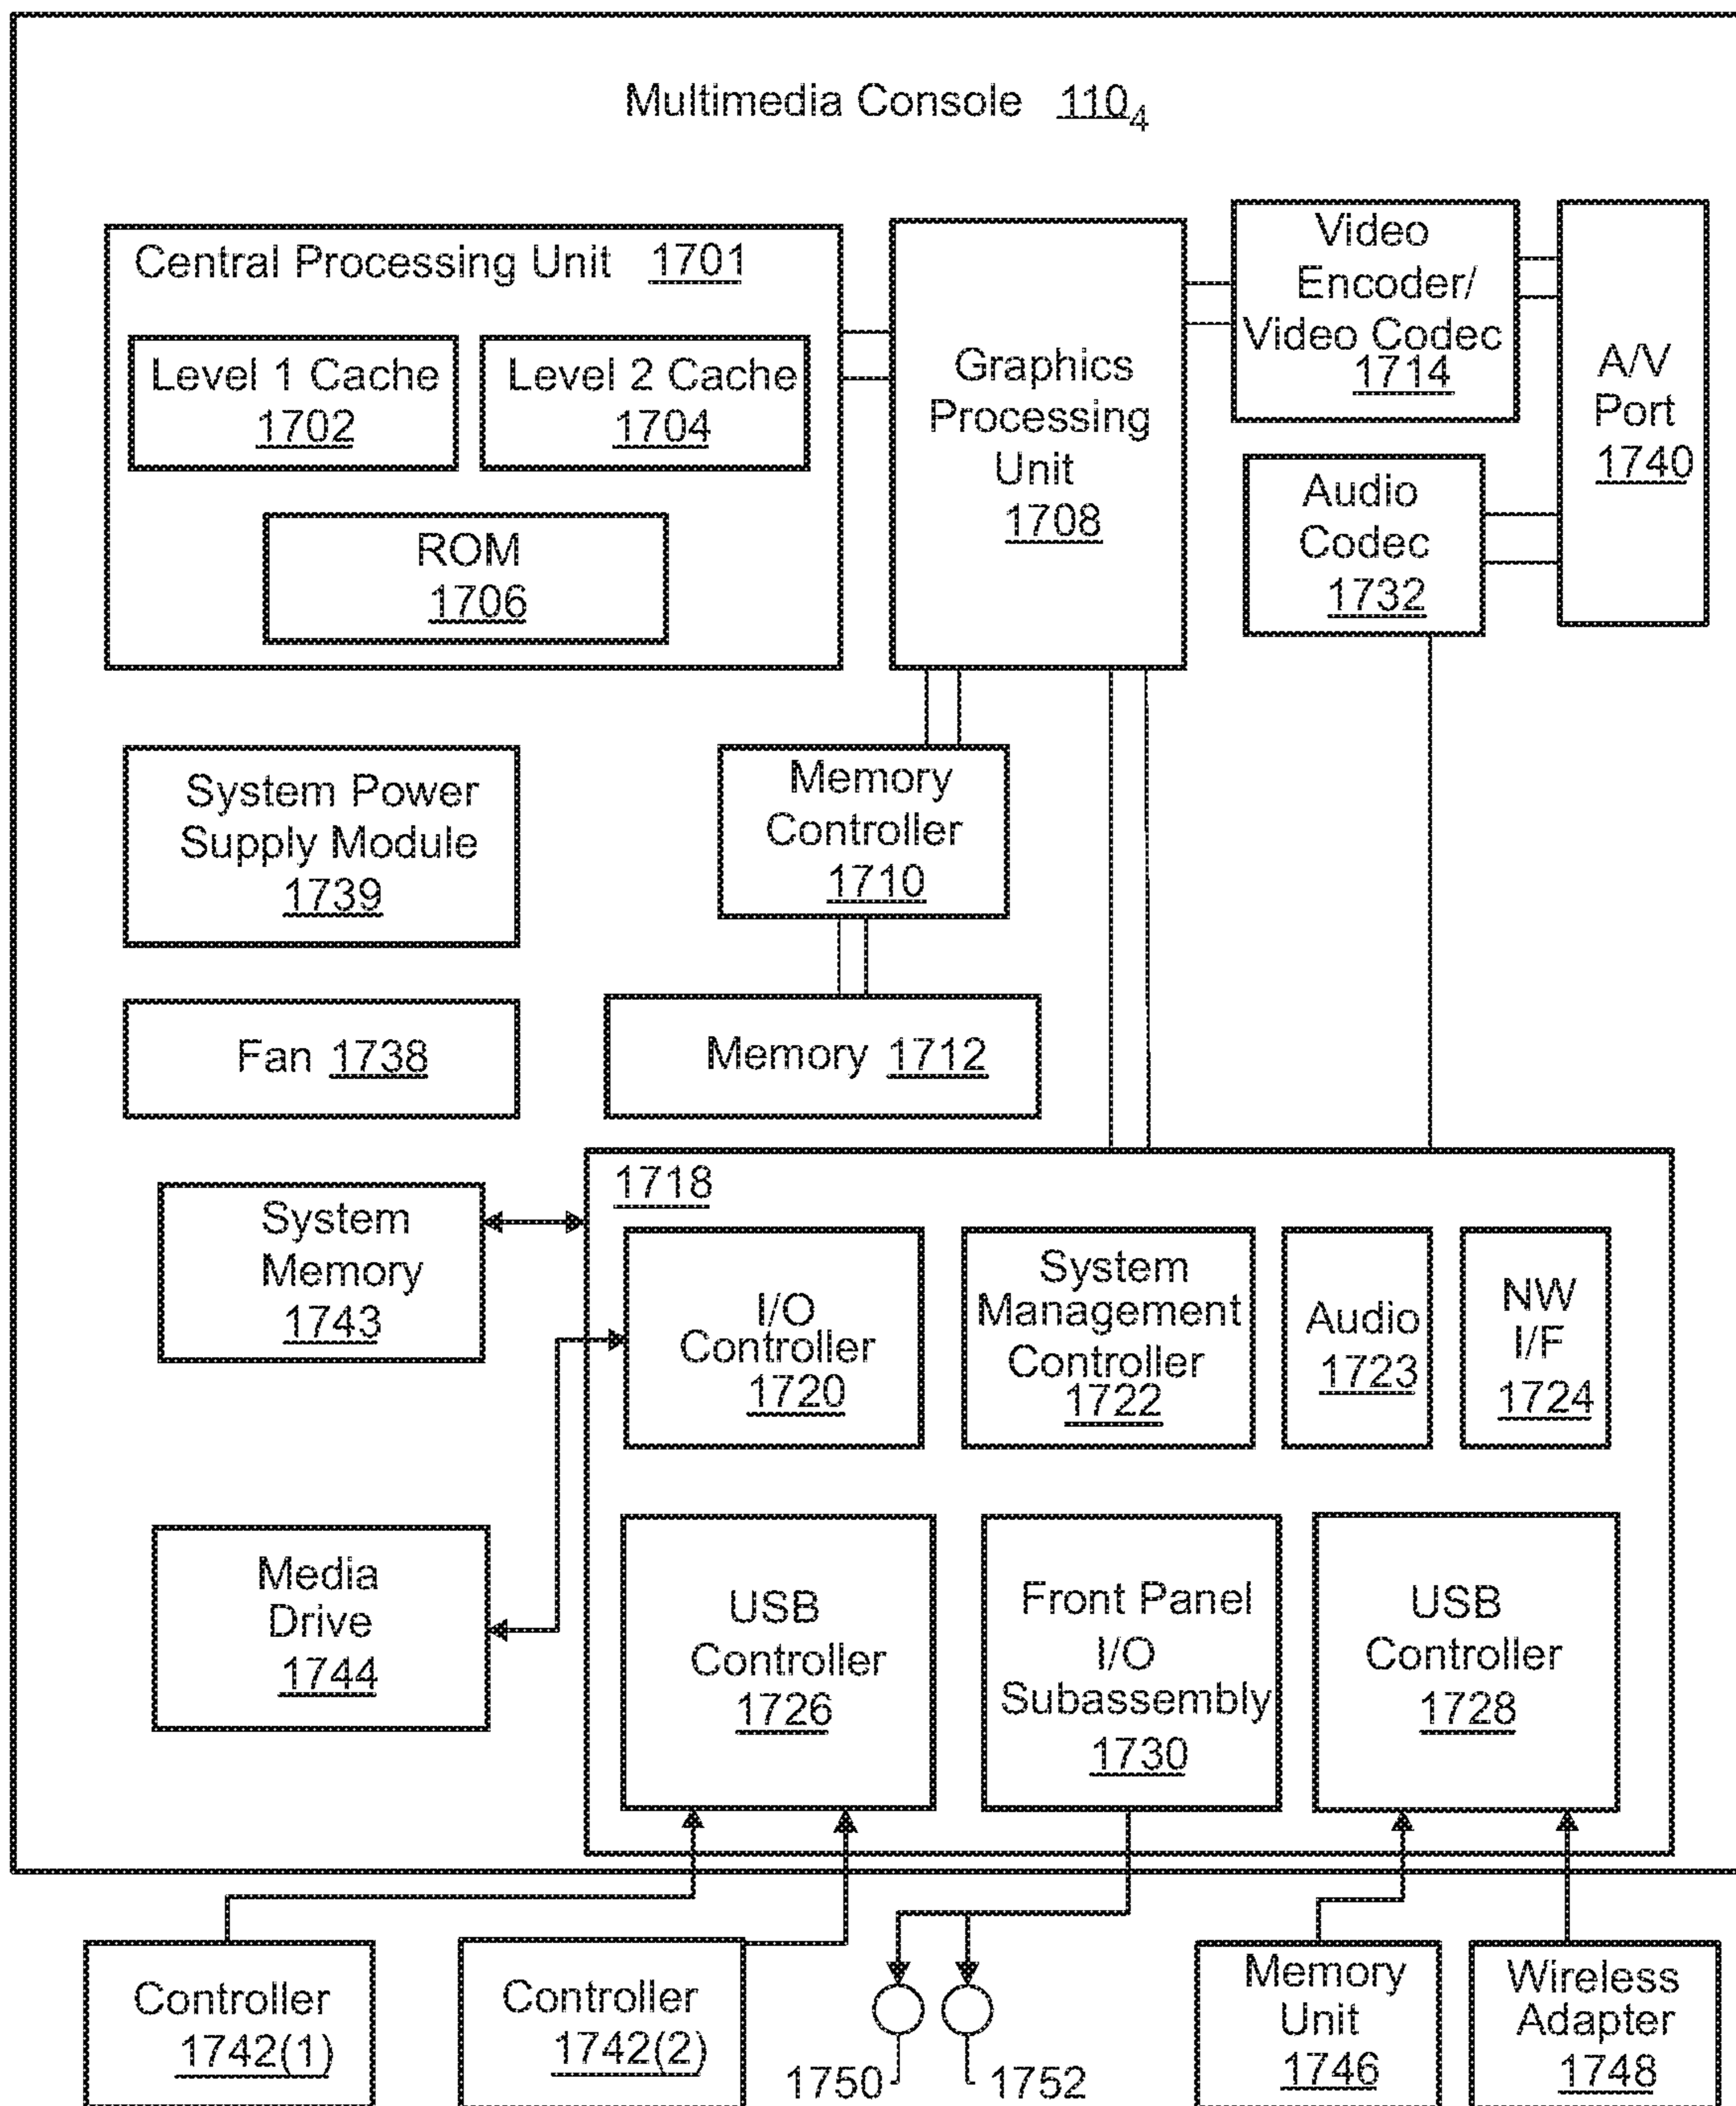 Multimedia Console 110₄
Central Processing Unit 1701
Level 1 Cache
1702
Level 2 Cache
1704
ROM
1706
Graphics
Processing
Unit
1708
Video
Encoder/
Video Codec
1714
A/V
Port
1740
Audio
Codec
1732
System Power
Supply Module
1739
Memory
Controller
1710
Fan 1738
Memory 1712
System
Memory
1743
1718
I/O
Controller
1720
System
Management
Controller
1722
Audio
1723
NW
I/F
1724
Media
Drive
1744
USB
Controller
1726
Front Panel
I/O
Subassembly
1730
USB
Controller
1728
Controller
1742(1)
Controller
1742(2)
1750
1752
Memory
Unit
1746
Wireless
Adapter
1748